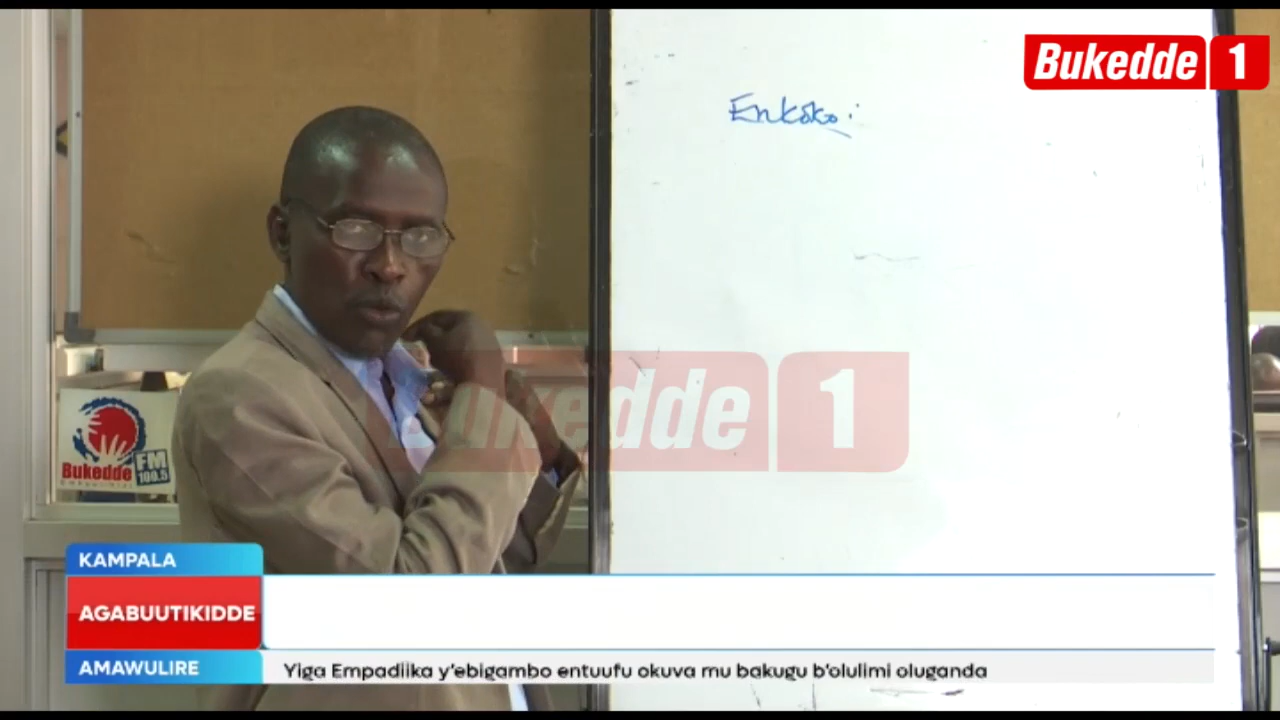 Bukedde 1
Enkoko:
Bukedde 1
Bukedde FM
100.5
KAMPALA
AGABUUTIKIDDE
AMAWULIRE
Yiga Empadiika y'ebigambo entuufu okuva mu bakugu b'olulimi oluganda